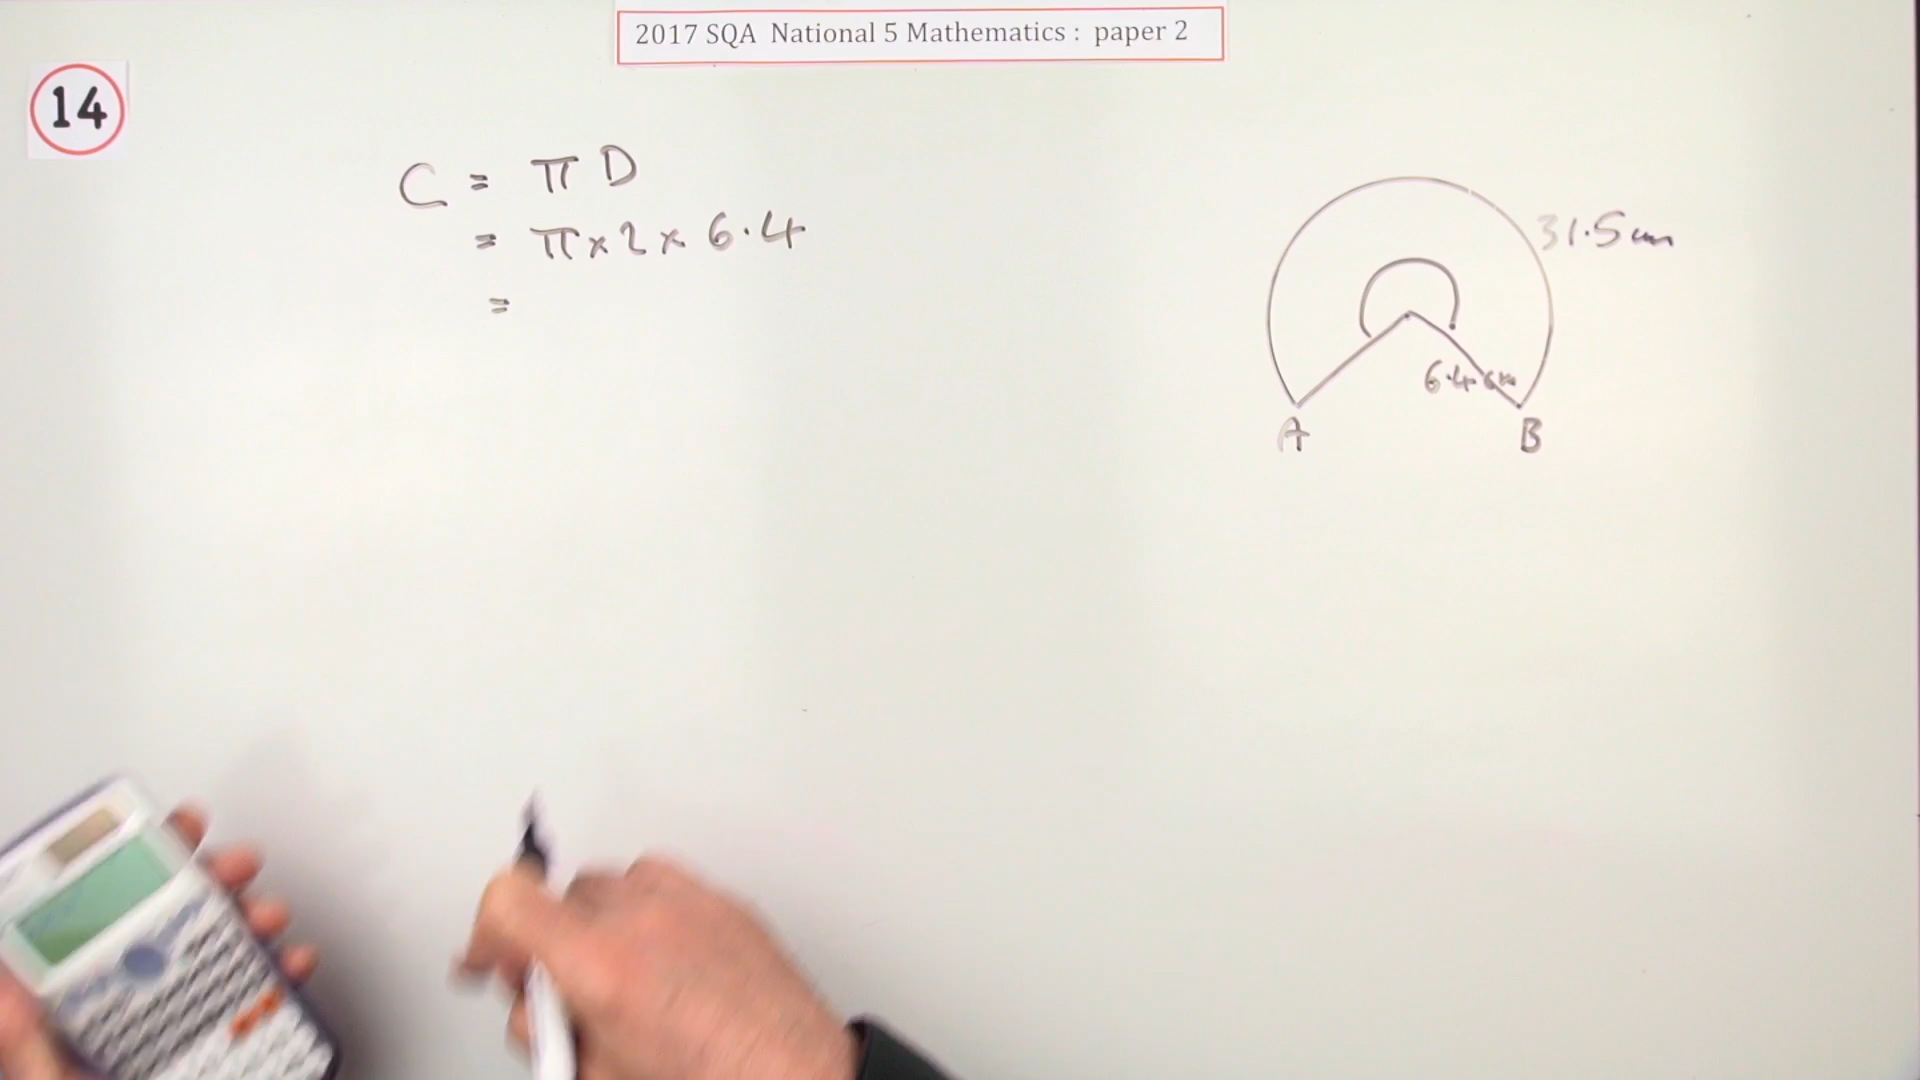 2017 SQA National 5 Mathematics : paper 2
14
C = π D
= π × 2 × 6.4
=
31.5cm
6.4cm
A
B